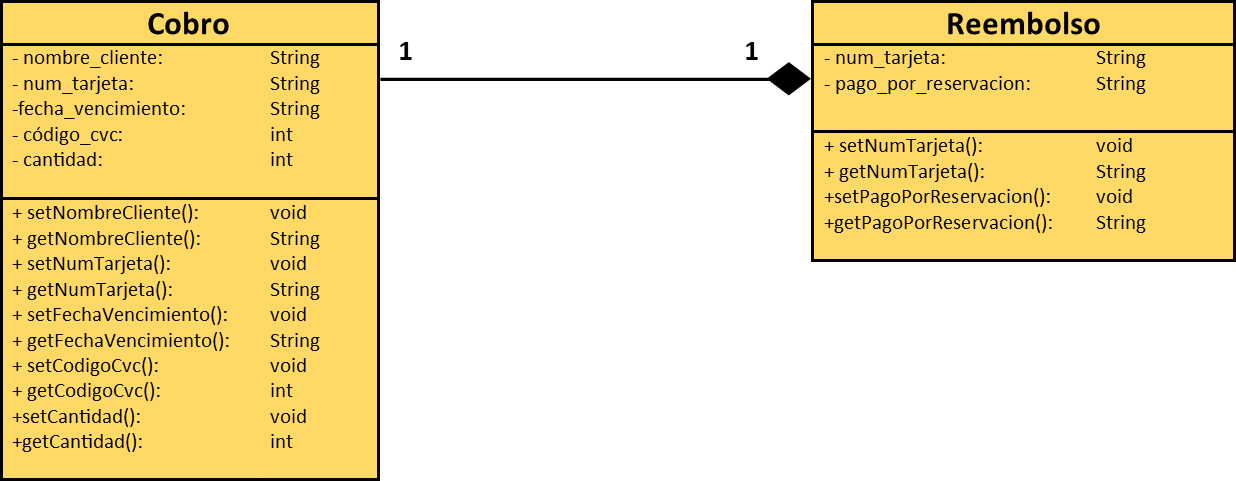 Cobro
- nombre_cliente: String
- num_tarjeta: String
-fecha_vencimiento: String
- código_cvc: int
- cantidad: int
+ setNombreCliente(): void
+ getNombreCliente(): String
+ setNumTarjeta(): void
+ getNumTarjeta(): String
+ setFechaVencimiento(): void
+ getFechaVencimiento(): String
+ setCodigoCvc(): void
+ getCodigoCvc(): int
+setCantidad(): void
+getCantidad(): int
1 1
Reembolso
- num_tarjeta: String
- pago_por_reservacion: String
+ setNumTarjeta(): void
+ getNumTarjeta(): String
+setPagoPorReservacion(): void
+getPagoPorReservacion(): String